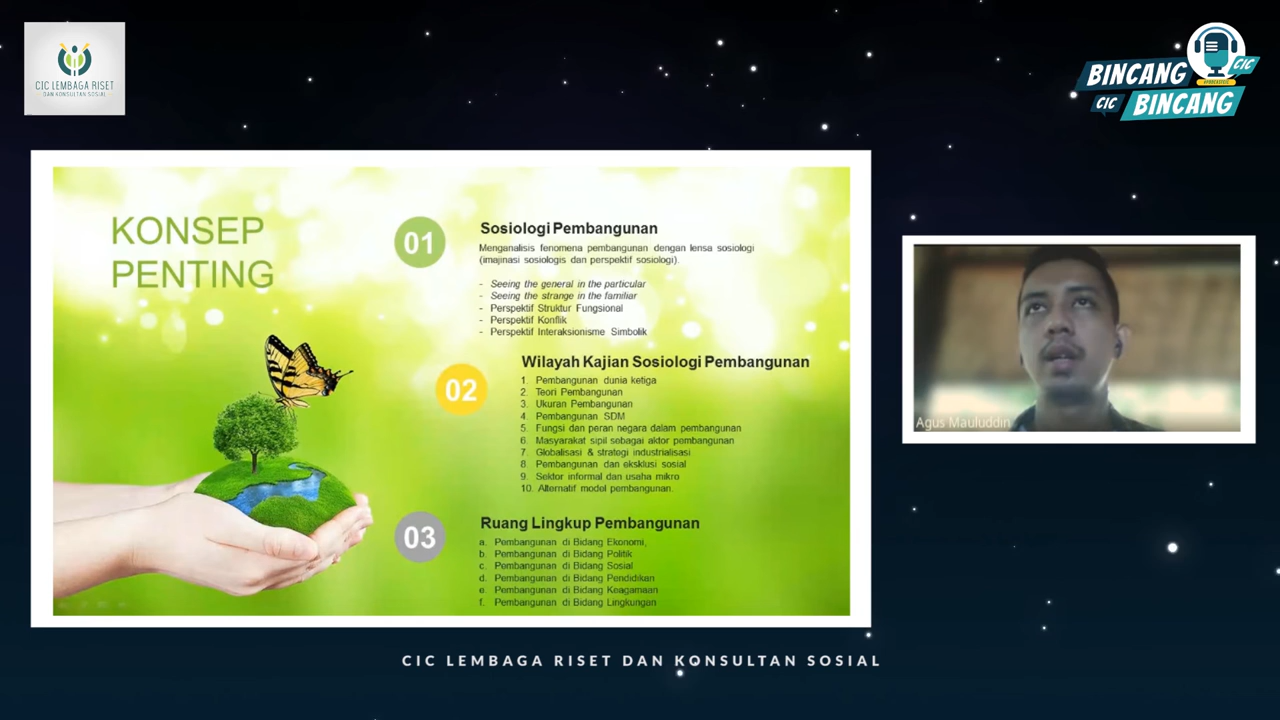 CIC LEMBAGA RISET
DAN KONSULTAN SOSIAL
BINCANG
CIC
CIC
BINCANG
KONSEP
PENTING
01
Sosiologi Pembangunan
Menganalisis fenomena pembangunan dengan lensa sosiologi
(imajinasi sosiologis dan perspektif sosiologi).
- Seeing the general in the particular
- Seeing the strange in the familiar
- Perspektif Struktur Fungsional
- Perspektif Konflik
- Perspektif Interaksionisme Simbolik
02
Wilayah Kajian Sosiologi Pembangunan
1. Pembangunan dunia ketiga
2. Teori Pembangunan
3. Ukuran Pembangunan
4. Pembangunan SDM
5. Fungsi dan peran negara dalam pembangunan
6. Masyarakat sipil sebagai aktor pembangunan
7. Globalisasi & strategi industrialisasi
8. Pembangunan dan eksklusi sosial
9. Sektor informal dan usaha mikro
10. Alternatif model pembangunan.
03
Ruang Lingkup Pembangunan
a. Pembangunan di Bidang Ekonomi,
b. Pembangunan di Bidang Politik
c. Pembangunan di Bidang Sosial
d. Pembangunan di Bidang Pendidikan
e. Pembangunan di Bidang Keagamaan
f. Pembangunan di Bidang Lingkungan
Agus Mauluddin
CIC LEMBAGA RISET DAN KONSULTAN SOSIAL